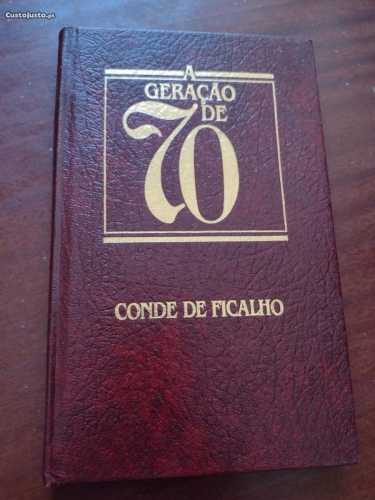 CustoJusto.pt
A
GERAÇÃO
DE
70
CONDE DE FICALHO